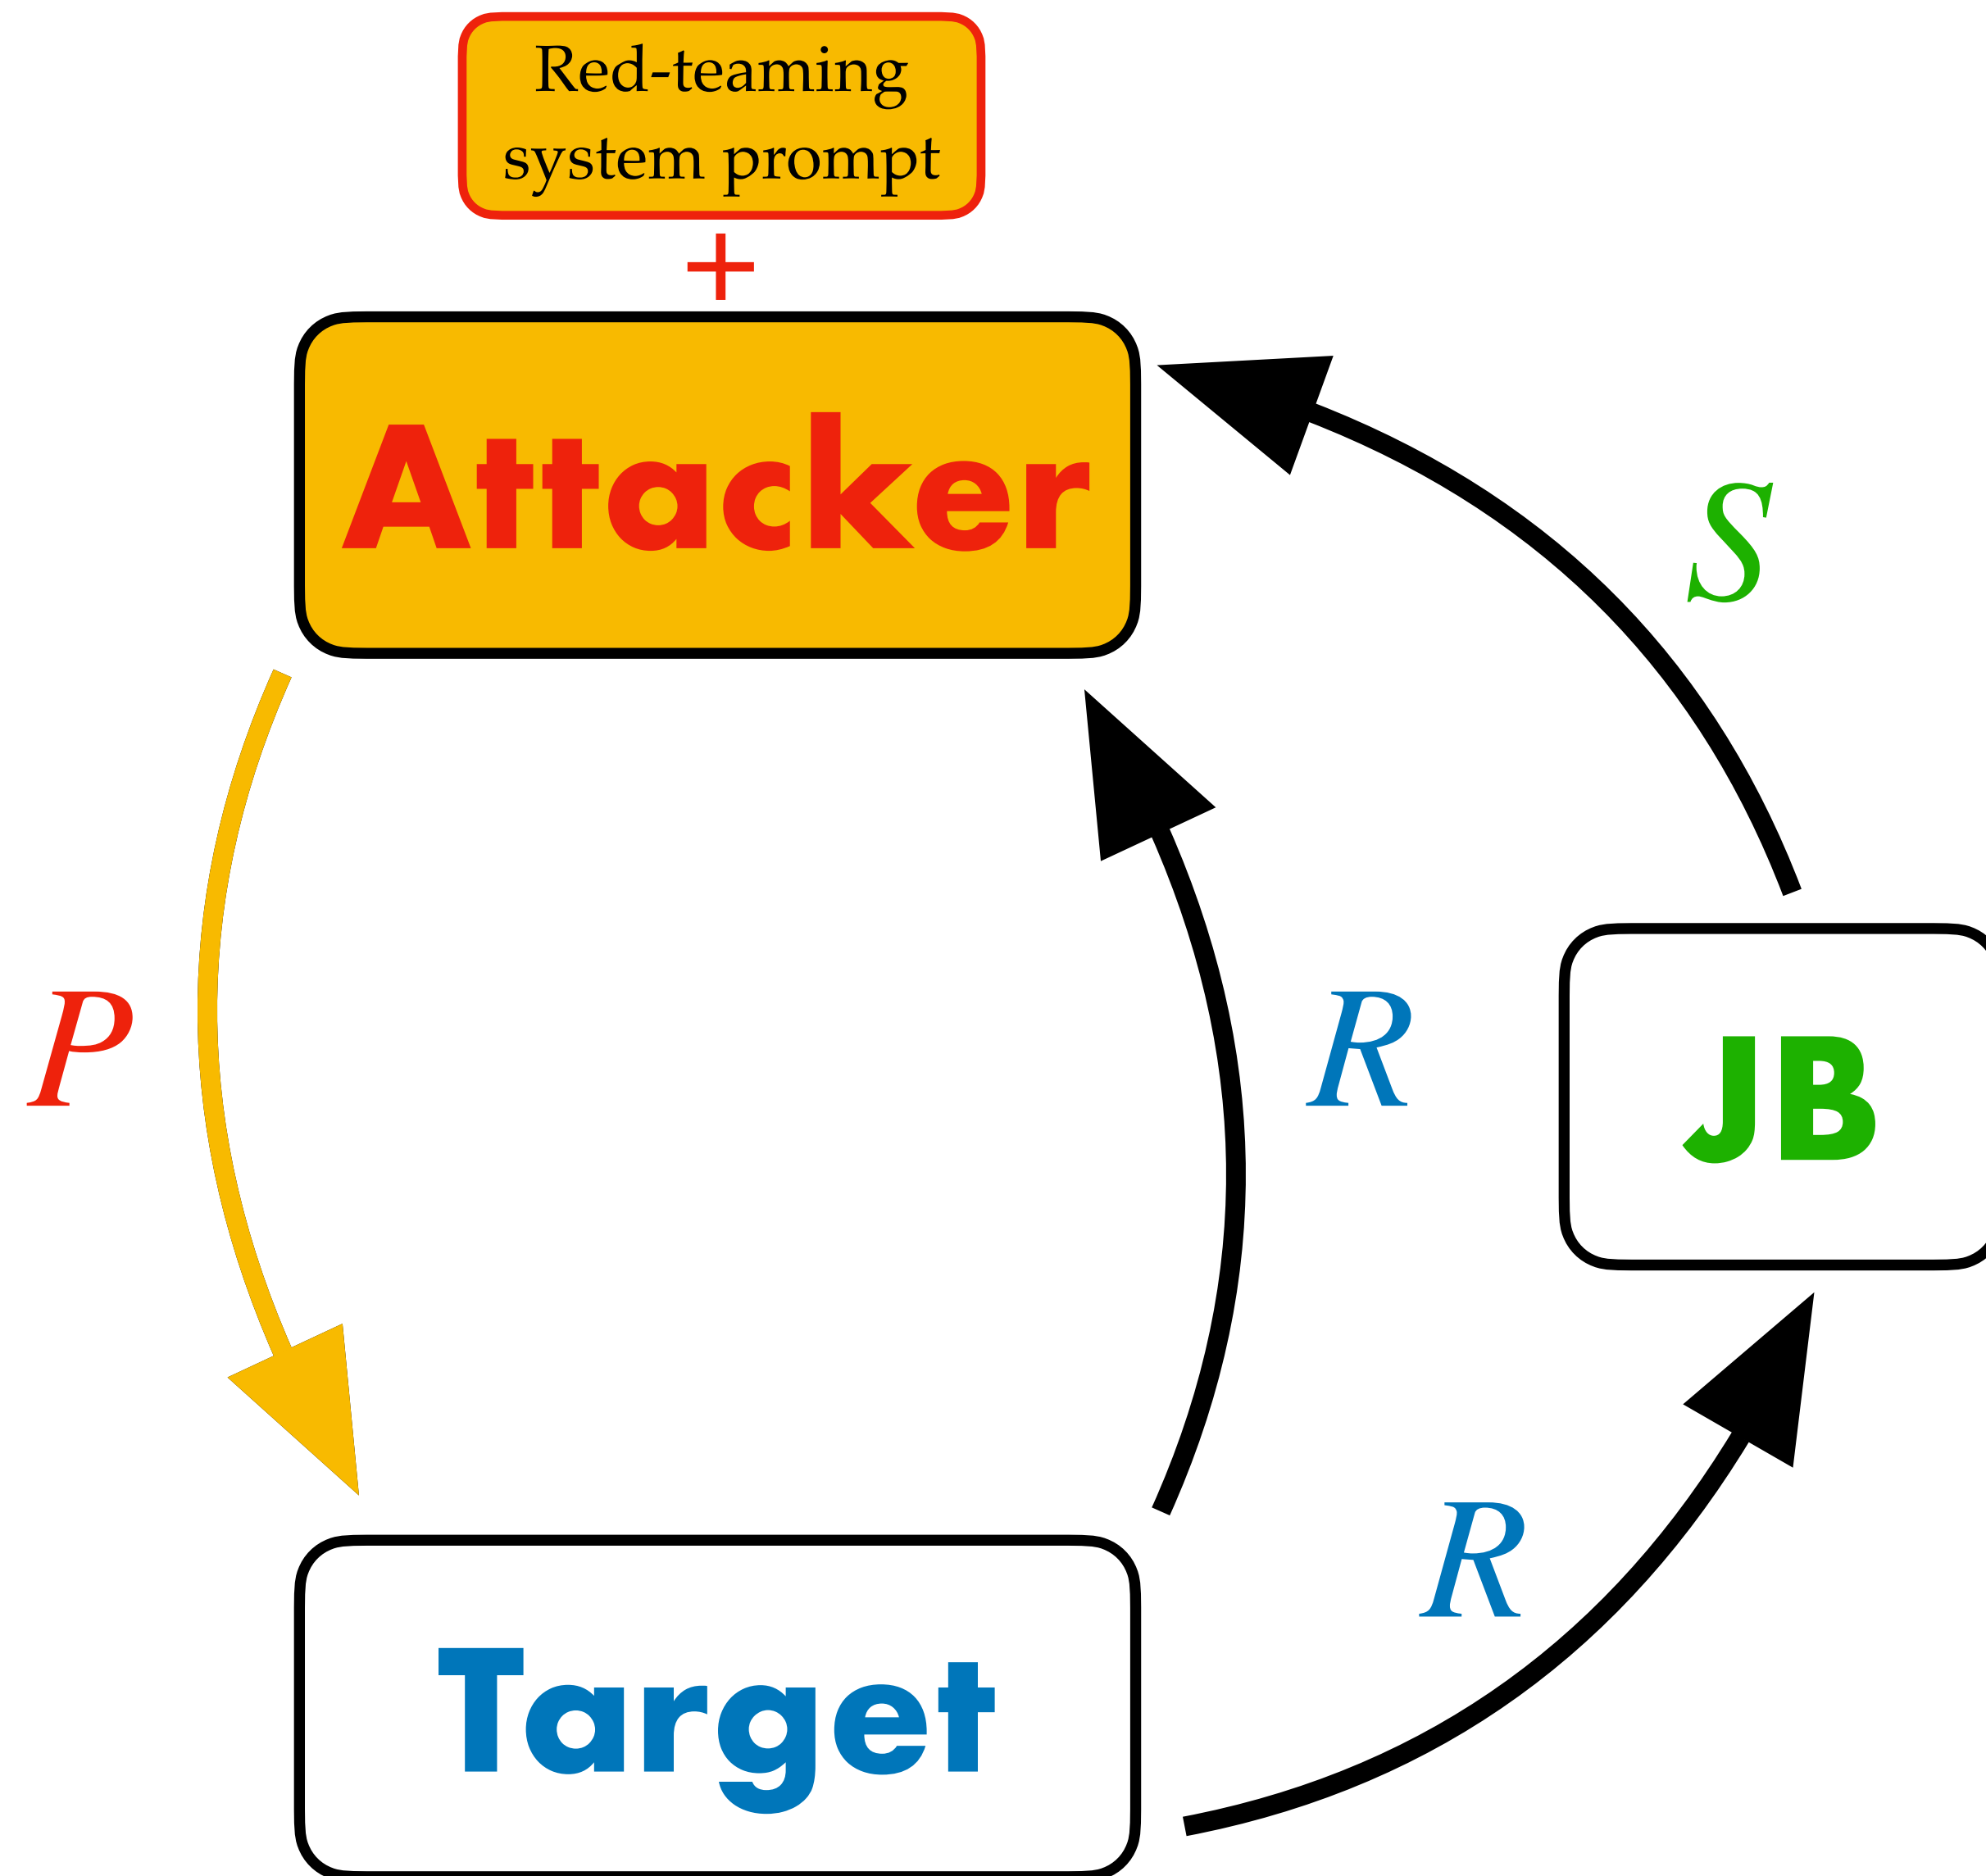 Red-teaming
system prompt
+
Attacker
S
P
R
JB
R
Target